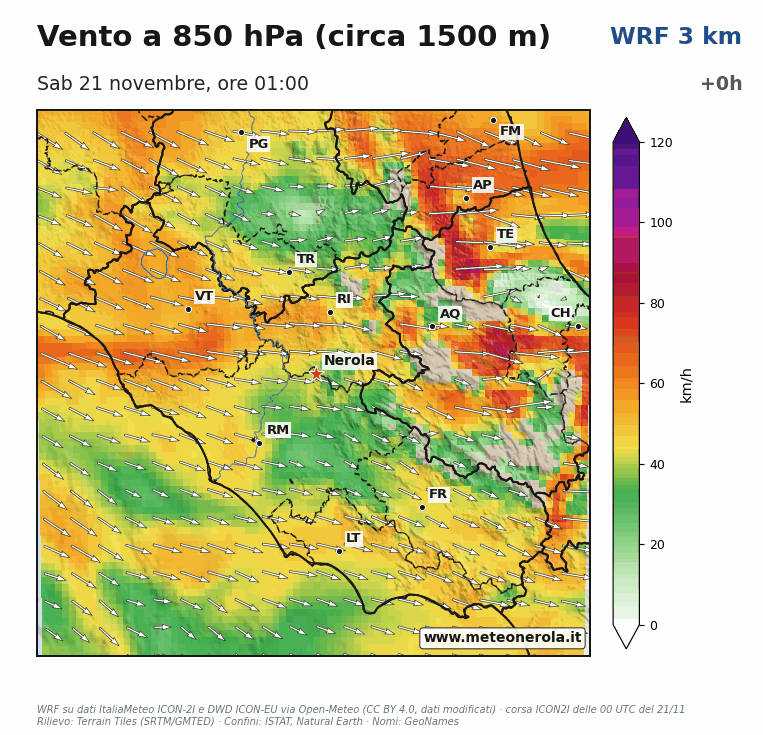 Vento a 850 hPa (circa 1500 m)
WRF 3 km
Sab 21 novembre, ore 01:00
+0h
FM
PG
AP
TE
TR
VT
RI
AQ
CH
Nerola
RM
FR
LT
www.meteonerola.it
120
100
80
60
40
20
0
km/h
WRF su dati ItaliaMeteo ICON-2I e DWD ICON-EU via Open-Meteo (CC BY 4.0, dati modificati) · corsa ICON2I delle 00 UTC del 21/11
Rilievo: Terrain Tiles (SRTM/GMTED) · Confini: ISTAT, Natural Earth · Nomi: GeoNames